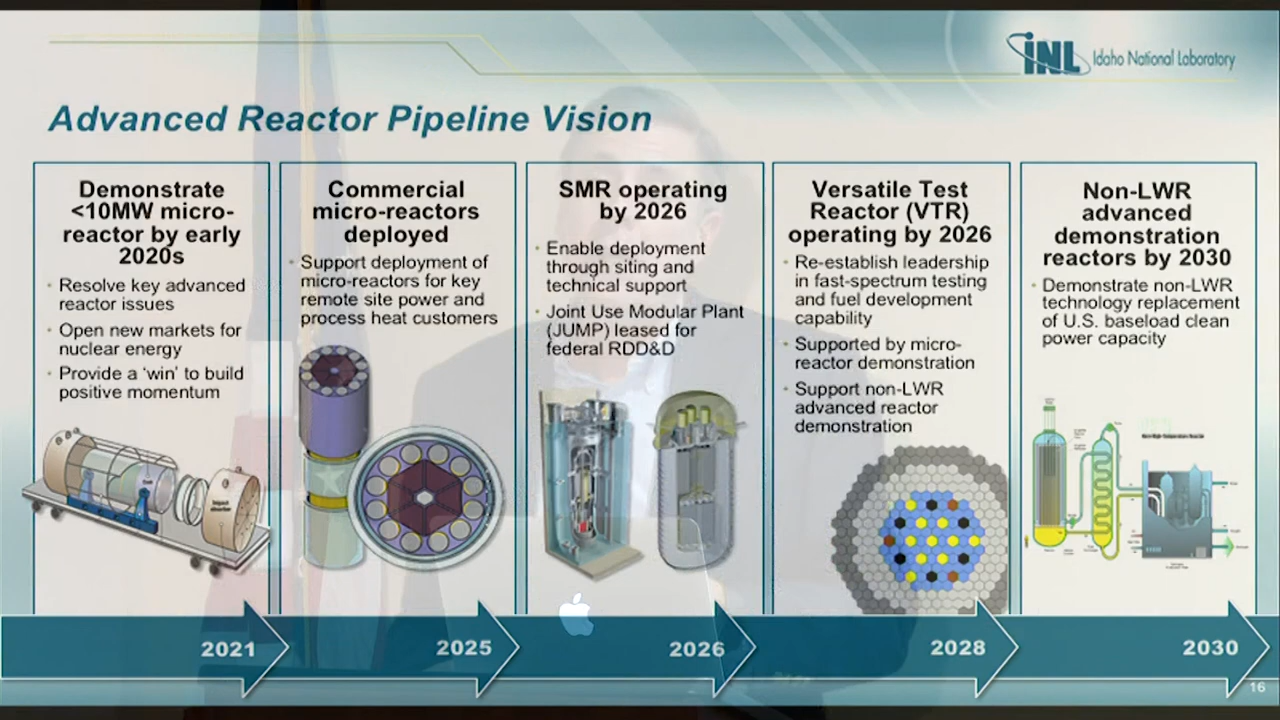 INL Idaho National Laboratory
Advanced Reactor Pipeline Vision
Demonstrate
<10MW micro-
reactor by early
2020s
Resolve key advanced
reactor issues
Open new markets for
nuclear energy
Provide a ‘win’ to build
positive momentum
Commercial
micro-reactors
deployed
Support deployment of
micro-reactors for key
remote site power and
process heat customers
SMR operating
by 2026
Enable deployment
through siting and
technical support
Joint Use Modular Plant
(JUMP) leased for
federal RDD&D
Versatile Test
Reactor (VTR)
operating by 2026
Re-establish leadership
in fast-spectrum testing
and fuel development
capability
Supported by micro-
reactor demonstration
Support non-LWR
advanced reactor
demonstration
Non-LWR
advanced
demonstration
reactors by 2030
Demonstrate non-LWR
technology replacement
of U.S. baseload clean
power capacity
2021
2025
2026
2028
2030
16